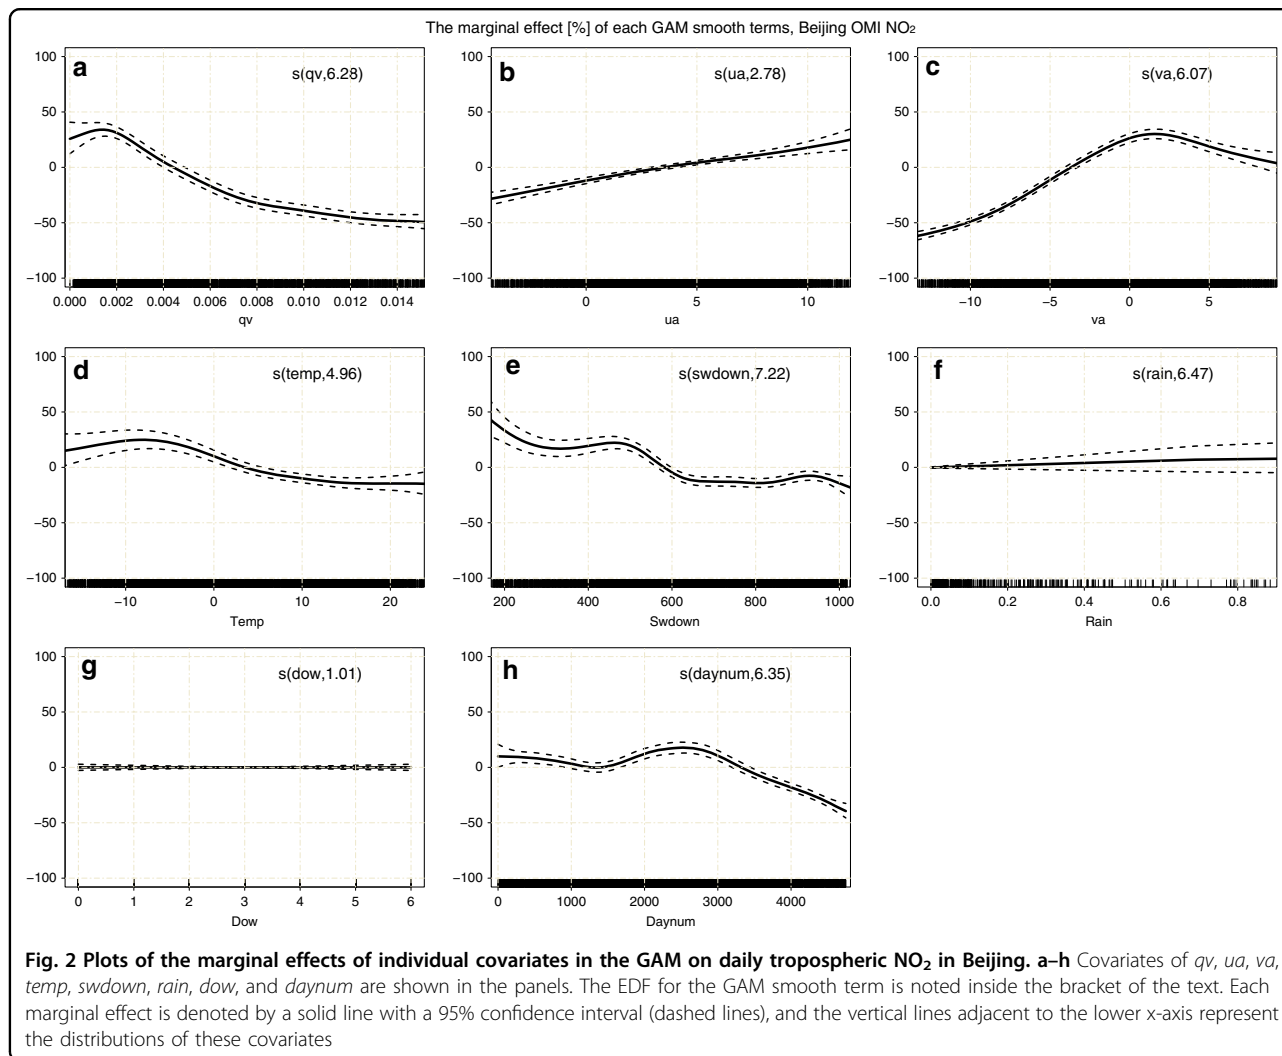 The marginal effect [%] of each GAM smooth terms, Beijing OMI NO2
a
s(qv,6.28)
100
50
0
−50
−100
0.000 0.002 0.004 0.006 0.008 0.010 0.012 0.014
qv
b
s(ua,2.78)
100
50
0
−50
−100
0 5 10
ua
c
s(va,6.07)
100
50
0
−50
−100
−10 −5 0 5
va
d
s(temp,4.96)
100
50
0
−50
−100
−10 0 10 20
Temp
e
s(swdown,7.22)
100
50
0
−50
−100
200 400 600 800 1000
Swdown
f
s(rain,6.47)
100
50
0
−50
−100
0.0 0.2 0.4 0.6 0.8
Rain
g
s(dow,1.01)
100
50
0
−50
−100
0 1 2 3 4 5 6
Dow
h
s(daynum,6.35)
100
50
0
−50
−100
0 1000 2000 3000 4000
Daynum
Fig. 2 Plots of the marginal effects of individual covariates in the GAM on daily tropospheric NO2 in Beijing. a–h Covariates of qv, ua, va,
temp, swdown, rain, dow, and daynum are shown in the panels. The EDF for the GAM smooth term is noted inside the bracket of the text. Each
marginal effect is denoted by a solid line with a 95% confidence interval (dashed lines), and the vertical lines adjacent to the lower x-axis represent
the distributions of these covariates